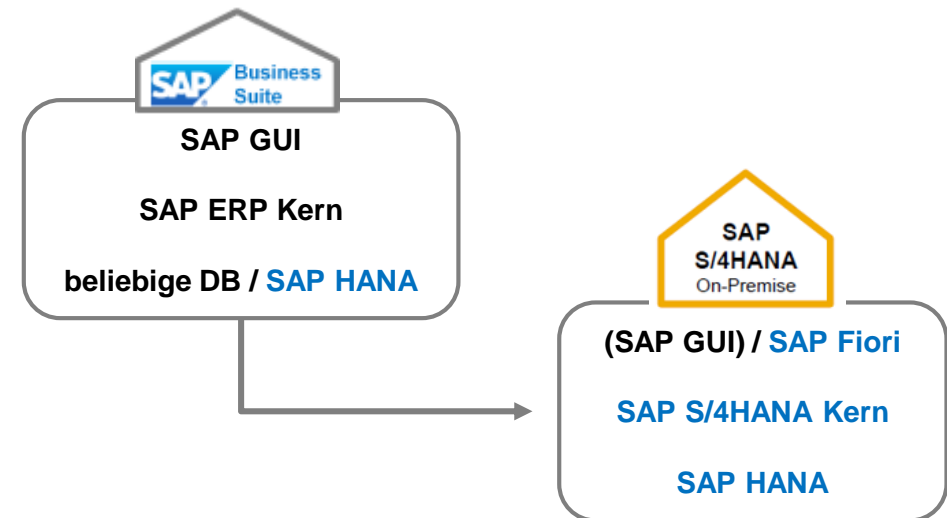 SAP Business
Suite
SAP GUI
SAP ERP Kern
beliebige DB / SAP HANA
SAP
S/4HANA
On-Premise
(SAP GUI) / SAP Fiori
SAP S/4HANA Kern
SAP HANA